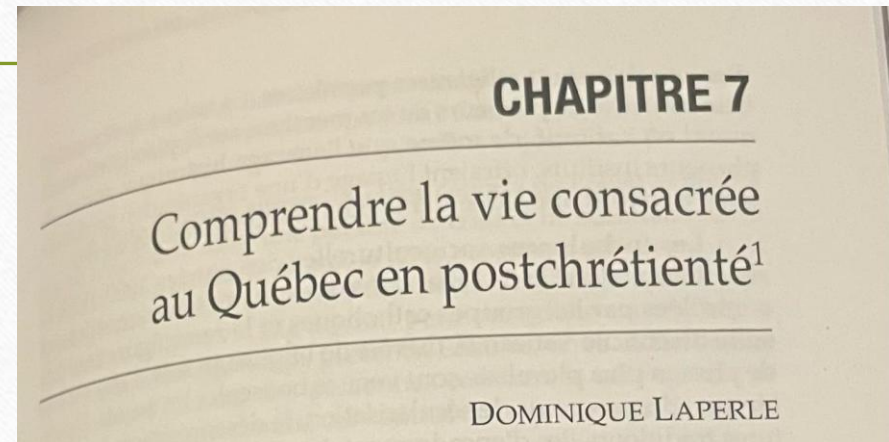 CHAPITRE 7
Comprendre la vie consacrée
au Québec en postchrétienté¹
DOMINIQUE LAPERLE